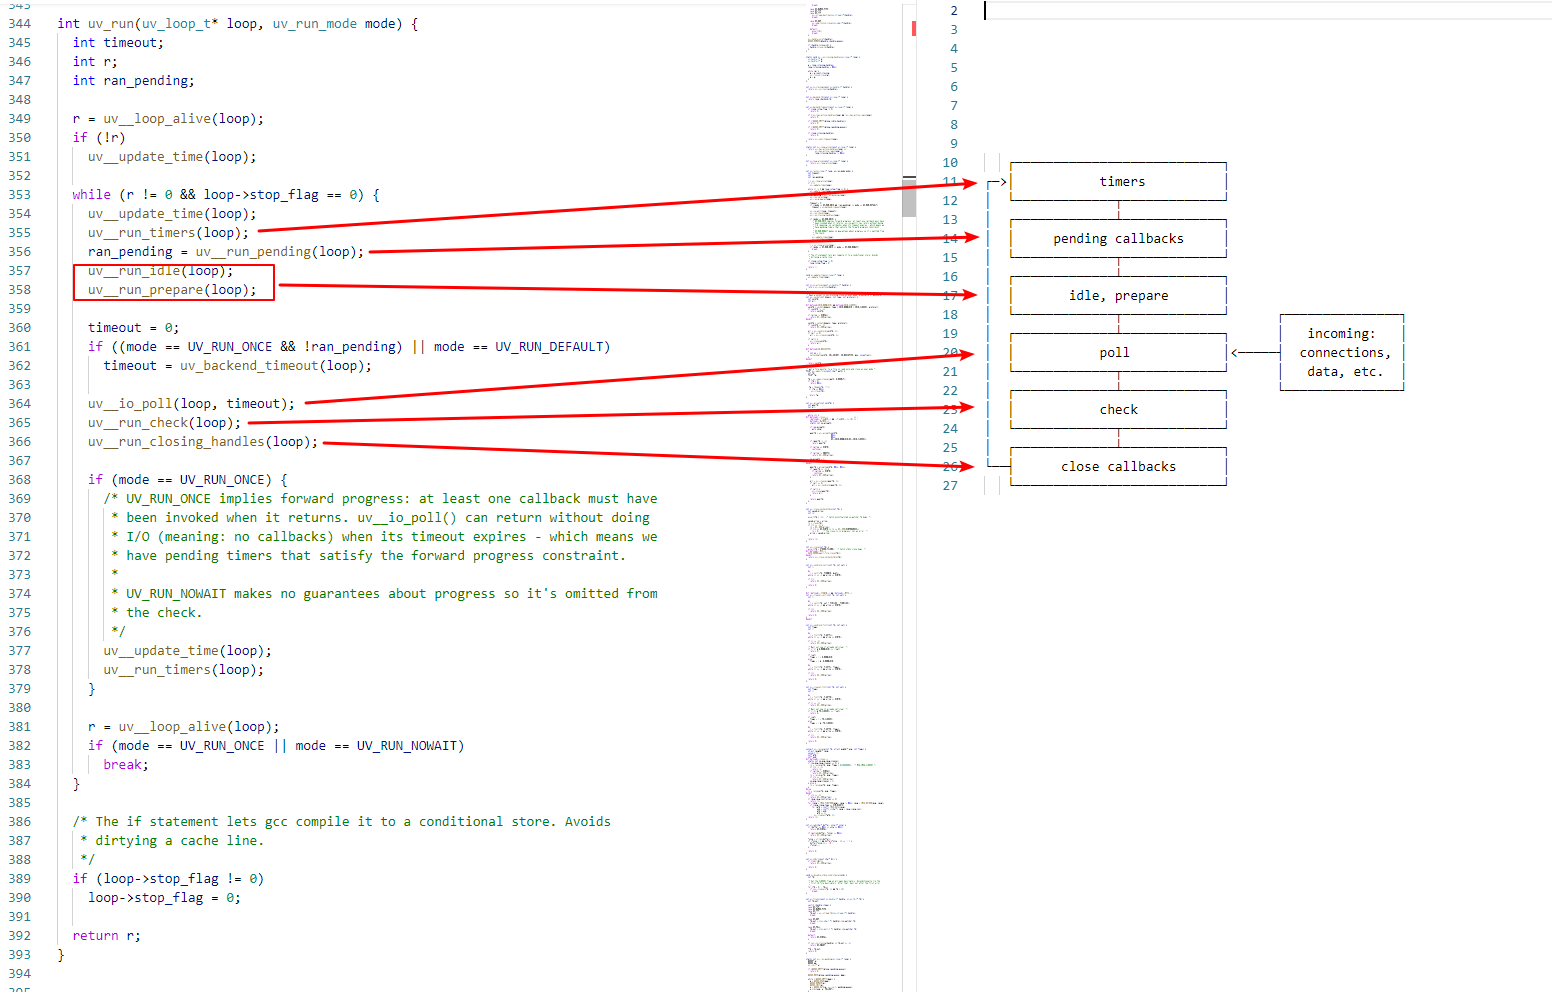 343
344 int uv_run(uv_loop_t* loop, uv_run_mode mode) {
345 int timeout;
346 int r;
347 int ran_pending;
348
349 r = uv__loop_alive(loop);
350 if (!r)
351 uv__update_time(loop);
352
353 while (r != 0 && loop->stop_flag == 0) {
354 uv__update_time(loop);
355 uv__run_timers(loop);
356 ran_pending = uv__run_pending(loop);
357 uv__run_idle(loop);
358 uv__run_prepare(loop);
359
360 timeout = 0;
361 if ((mode == UV_RUN_ONCE && !ran_pending) || mode == UV_RUN_DEFAULT)
362 timeout = uv_backend_timeout(loop);
363
364 uv__io_poll(loop, timeout);
365 uv__run_check(loop);
366 uv__run_closing_handles(loop);
367
368 if (mode == UV_RUN_ONCE) {
369 /* UV_RUN_ONCE implies forward progress: at least one callback must have
370 * been invoked when it returns. uv__io_poll() can return without doing
371 * I/O (meaning: no callbacks) when its timeout expires - which means we
372 * have pending timers that satisfy the forward progress constraint.
373 *
374 * UV_RUN_NOWAIT makes no guarantees about progress so it's omitted from
375 * the check.
376 */
377 uv__update_time(loop);
378 uv__run_timers(loop);
379 }
380
381 r = uv__loop_alive(loop);
382 if (mode == UV_RUN_ONCE || mode == UV_RUN_NOWAIT)
383 break;
384 }
385
386 /* The if statement lets gcc compile it to a conditional store. Avoids
387 * dirtying a cache line.
388 */
389 if (loop->stop_flag != 0)
390 loop->stop_flag = 0;
391
392 return r;
393 }
394
395
2
3
4
5
6
7
8
9
10
11 timers
12
13
14 pending callbacks
15
16
17 idle, prepare
18
19 incoming:
20 poll connections,
21 data, etc.
22
23 check
24
25
26 close callbacks
27